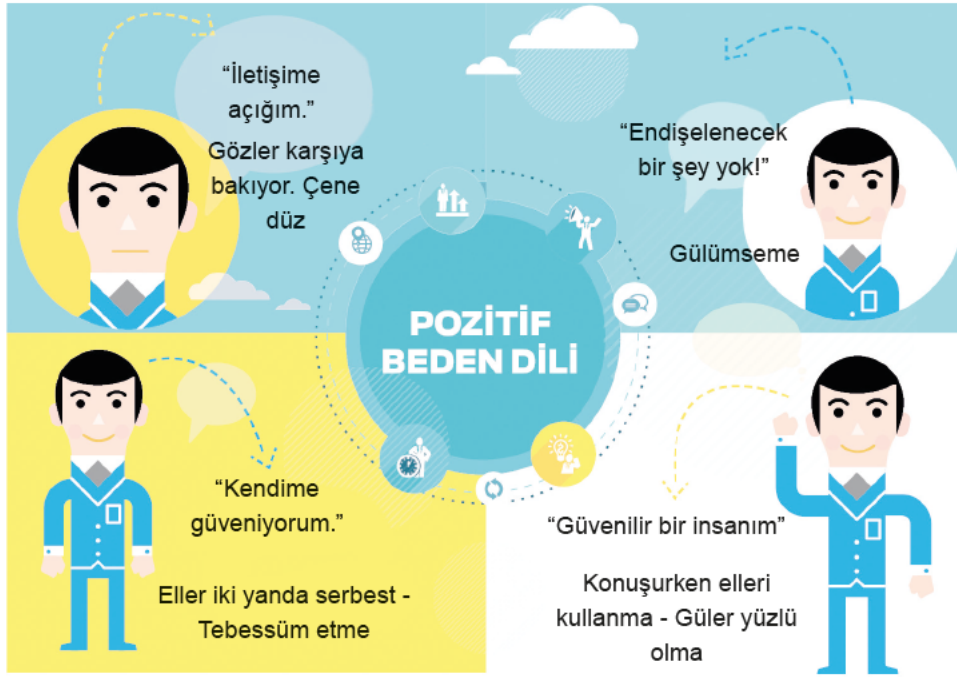 “İletişime
açığım.”
Gözler karşıya
bakıyor. Çene
düz
“Endişelenecek
bir şey yok!”
Gülümseme
POZİTİF
BEDEN DİLİ
“Kendime
güveniyorum.”
Eller iki yanda serbest -
Tebessüm etme
“Güvenilir bir insanım”
Konuşurken elleri
kullanma - Güler yüzlü
olma